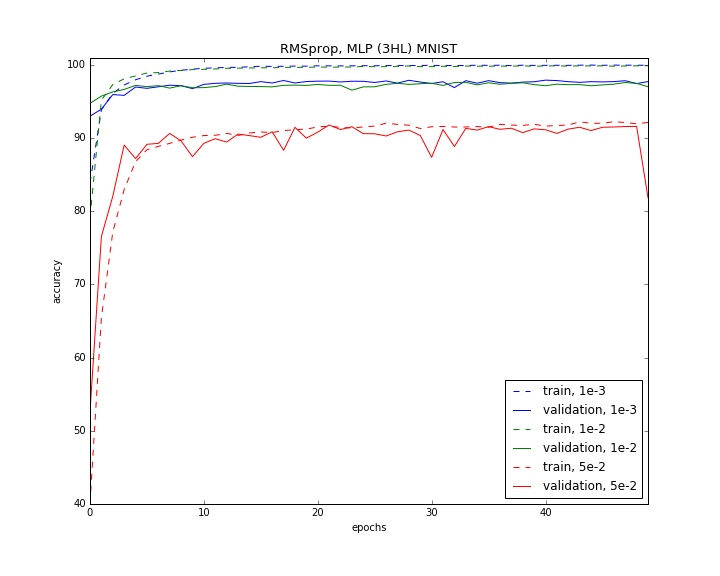 RMSprop, MLP (3HL) MNIST
100
90
80
70
60
50
40
accuracy
train, 1e-3
validation, 1e-3
train, 1e-2
validation, 1e-2
train, 5e-2
validation, 5e-2
0
10
20
30
40
epochs